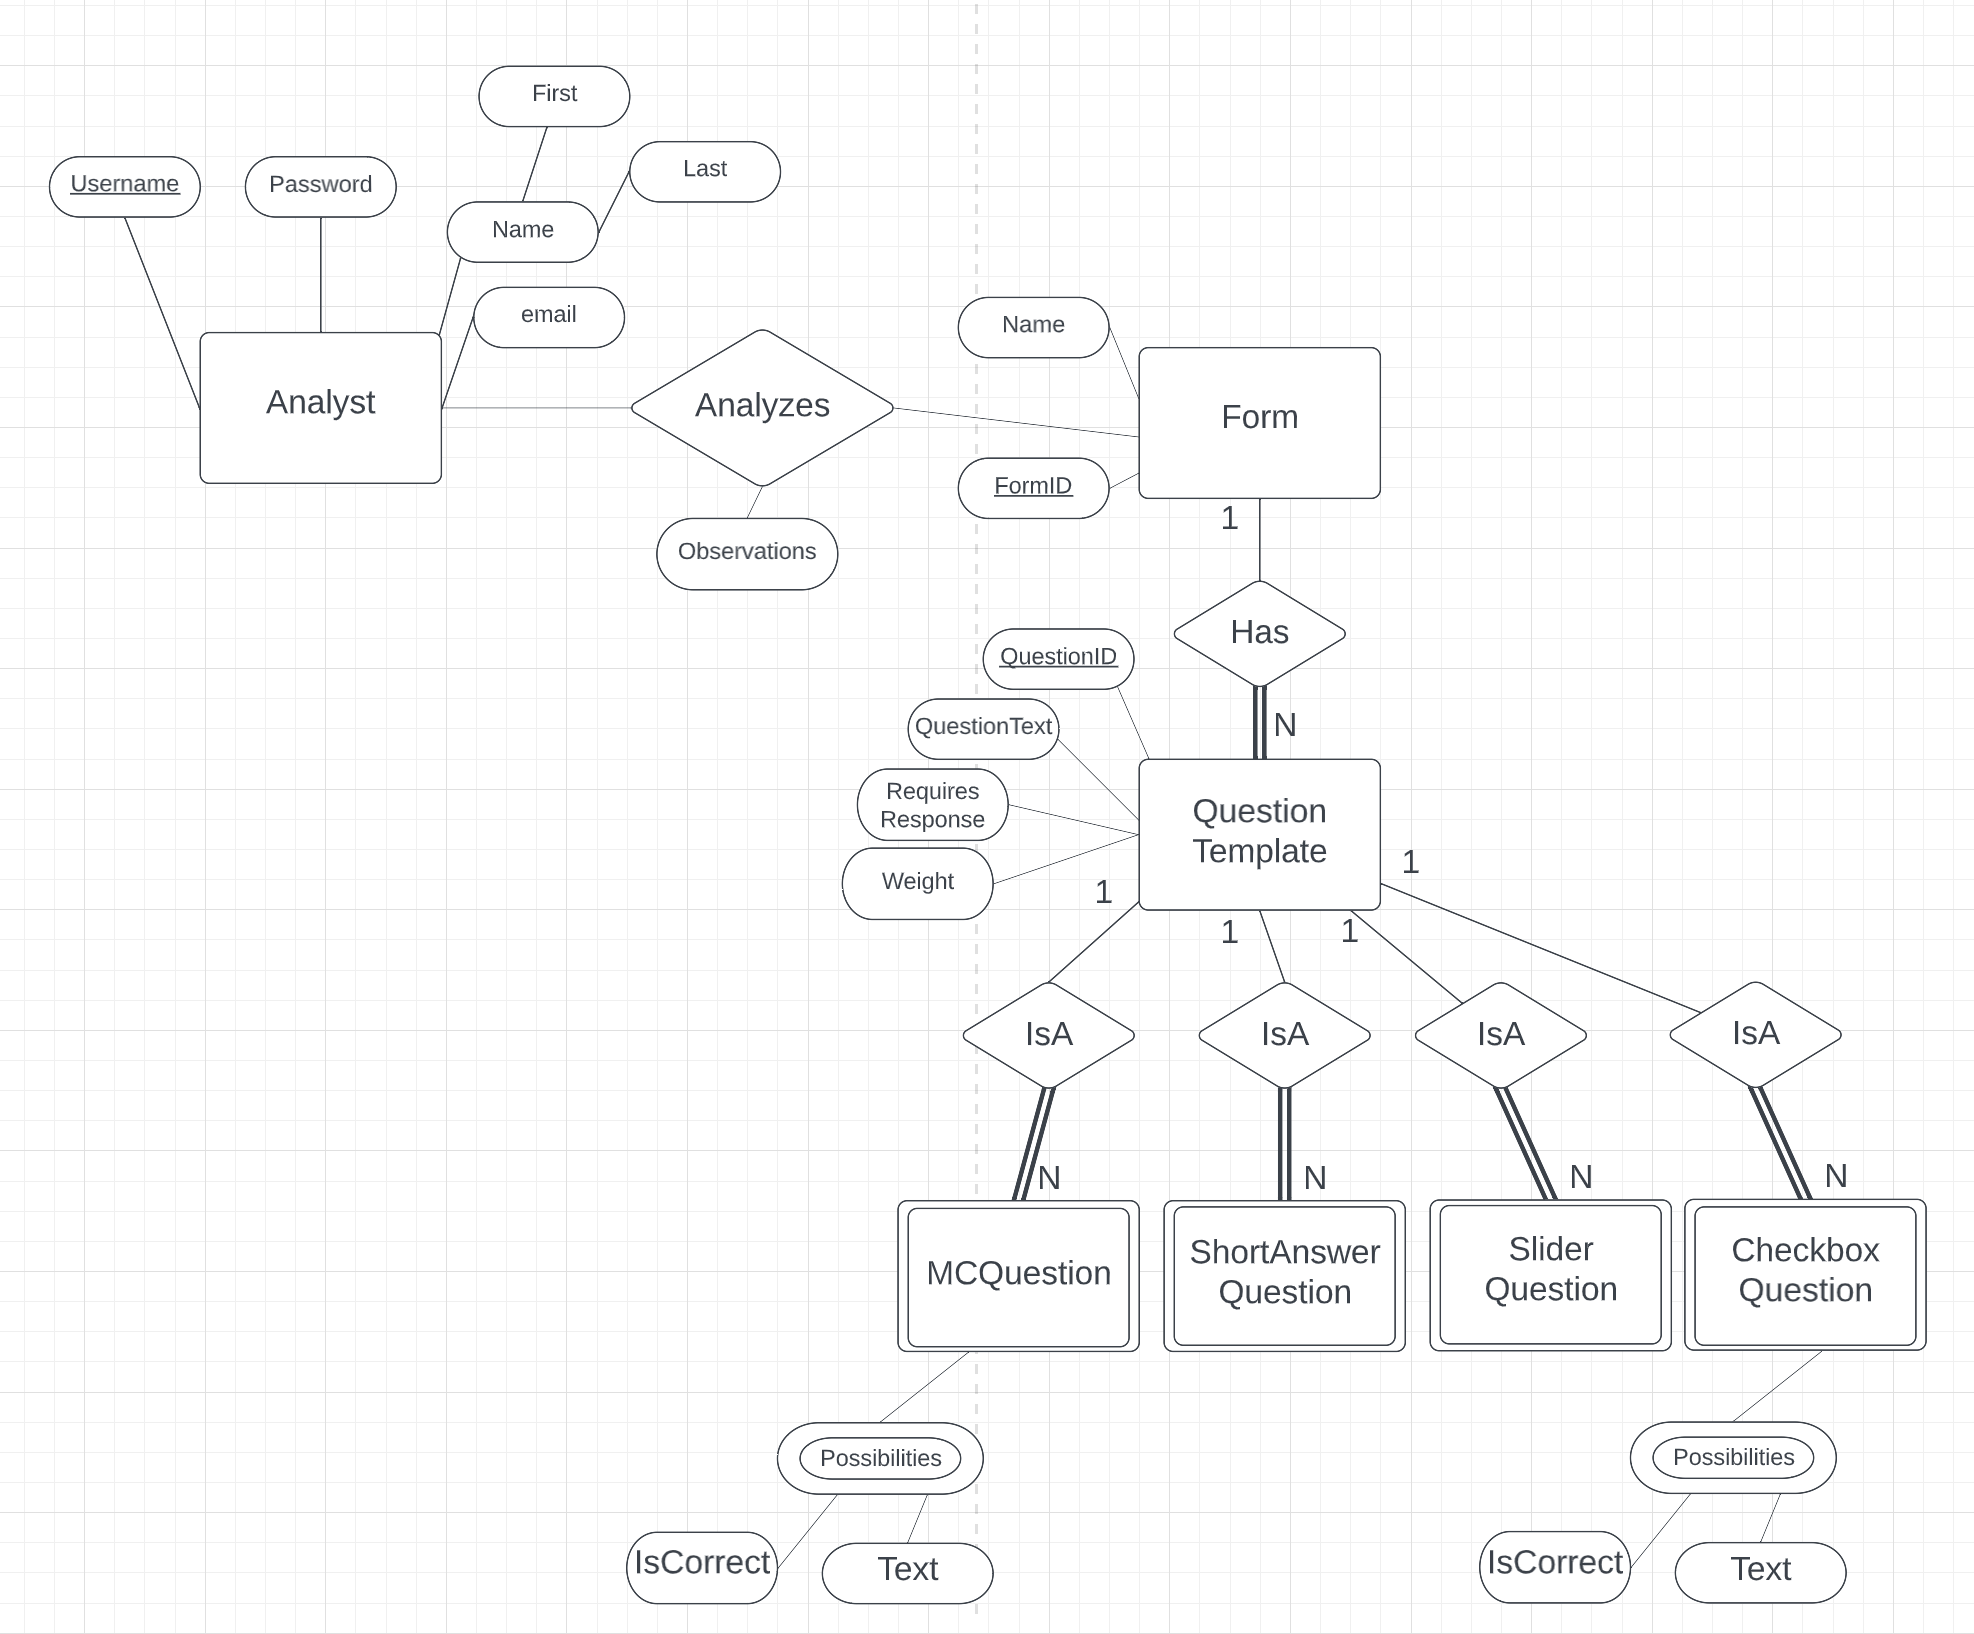 First
Last
Username
Password
Name
email
Name
Analyst
Analyzes
Form
FormID
Observations
1
Has
QuestionID
QuestionText
N
Requires
Response
Question
Template
Weight
1
1
1
1
IsA
IsA
IsA
IsA
N
N
N
N
MCQuestion
ShortAnswer
Question
Slider
Question
Checkbox
Question
Possibilities
Possibilities
IsCorrect
Text
IsCorrect
Text